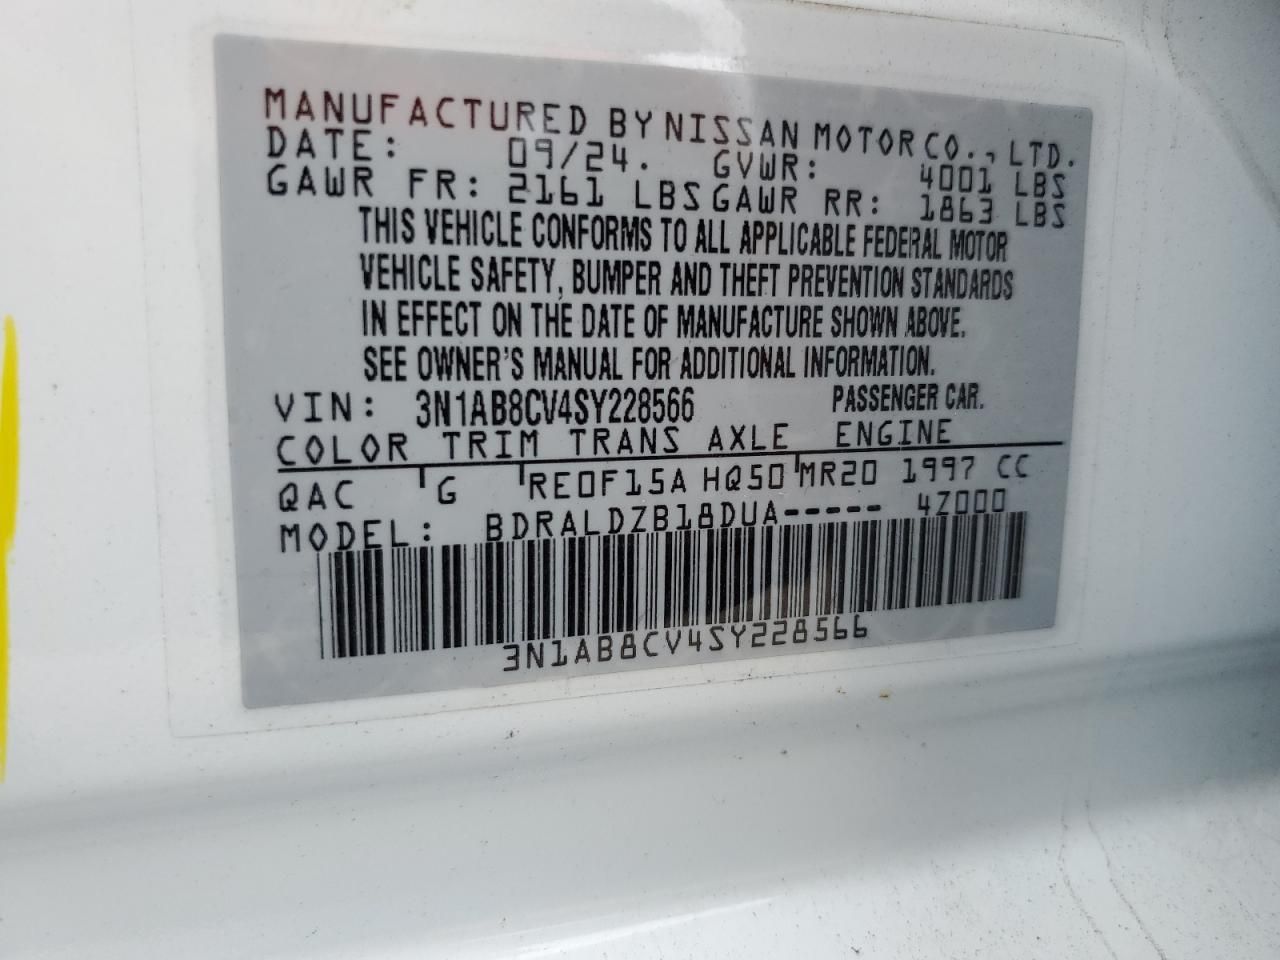 MANUFACTURED BY NISSAN MOTOR CO., LTD.
DATE: 09/24. GVWR: 4001 LBS
GAWR FR: 2161 LBS GAWR RR: 1863 LBS
THIS VEHICLE CONFORMS TO ALL APPLICABLE FEDERAL MOTOR
VEHICLE SAFETY, BUMPER AND THEFT PREVENTION STANDARDS
IN EFFECT ON THE DATE OF MANUFACTURE SHOWN ABOVE.
SEE OWNER'S MANUAL FOR ADDITIONAL INFORMATION.
VIN: 3N1AB8CV4SY228566 PASSENGER CAR.
COLOR TRIM TRANS AXLE ENGINE
QAC G RE0F15A HQ50 MR20 1997 CC
MODEL: BDRALDZB18DUA----- 4Z000
3N1AB8CV4SY228566